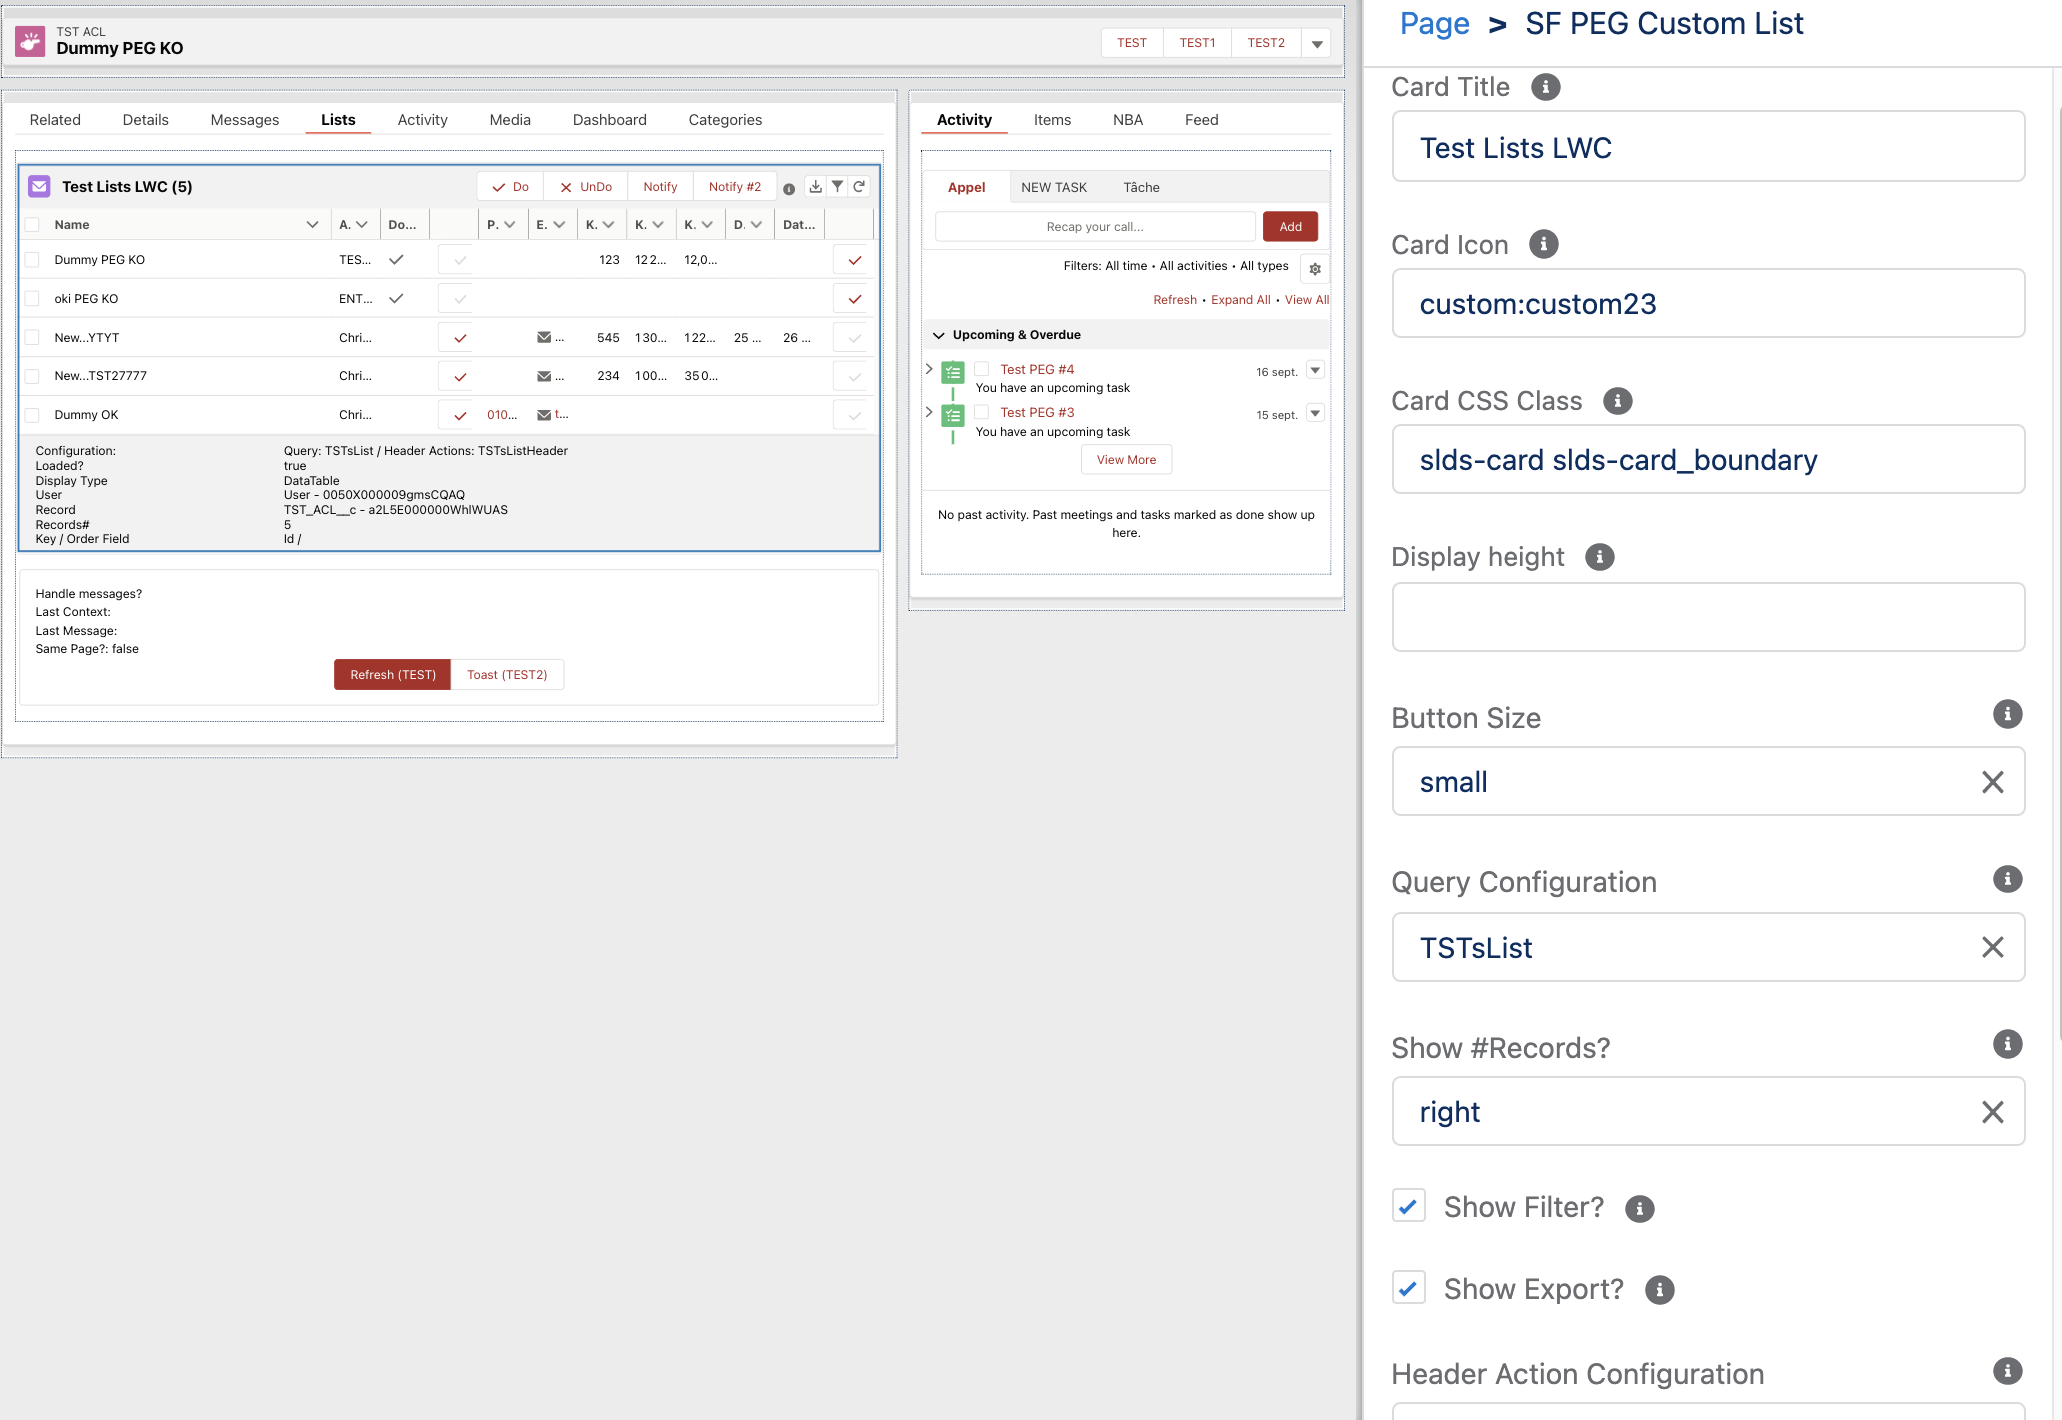 TST ACL
Dummy PEG KO
TEST TEST1 TEST2
Related Details Messages Lists Activity Media Dashboard Categories
Test Lists LWC (5) Do UnDo Notify Notify #2
Name A. Do... P. E. K. K. K. D. Dat...
Dummy PEG KO TES... 123 122... 12,0...
oki PEG KO ENT...
New...YTYT Chri... ... 545 130... 122... 25 ... 26 ...
New...TST27777 Chri... ... 234 100... 350...
Dummy OK Chri... 010... t...
Configuration: Query: TSTsList / Header Actions: TSTsListHeader
Loaded? true
Display Type DataTable
User User - 0050X000009gmsCQAQ
Record TST_ACL__c - a2L5E000000WhlWUAS
Records# 5
Key / Order Field Id /
Handle messages?
Last Context:
Last Message:
Same Page?: false
Refresh (TEST) Toast (TEST2)
Activity Items NBA Feed
Appel NEW TASK Tâche
Recap your call... Add
Filters: All time • All activities • All types
Refresh • Expand All • View All
Upcoming & Overdue
Test PEG #4 16 sept.
You have an upcoming task
Test PEG #3 15 sept.
You have an upcoming task
View More
No past activity. Past meetings and tasks marked as done show up
here.
Page > SF PEG Custom List
Card Title
Test Lists LWC
Card Icon
custom:custom23
Card CSS Class
slds-card slds-card_boundary
Display height
Button Size
small
Query Configuration
TSTsList
Show #Records?
right
Show Filter?
Show Export?
Header Action Configuration